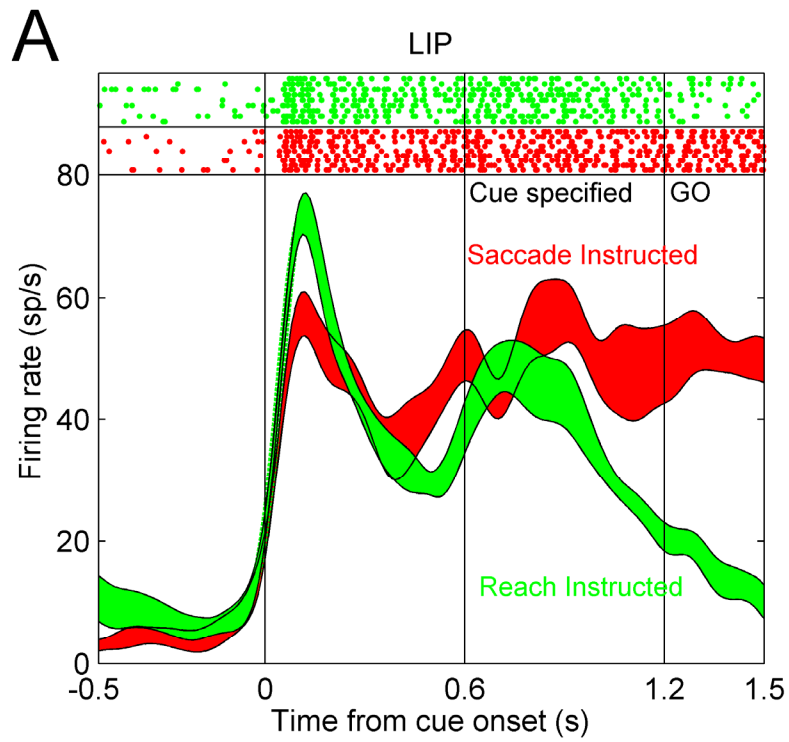 A
LIP
80
Cue specified
GO
Saccade Instructed
60
40
20
Reach Instructed
0
Firing rate (sp/s)
-0.5
0
0.6
1.2
1.5
Time from cue onset (s)